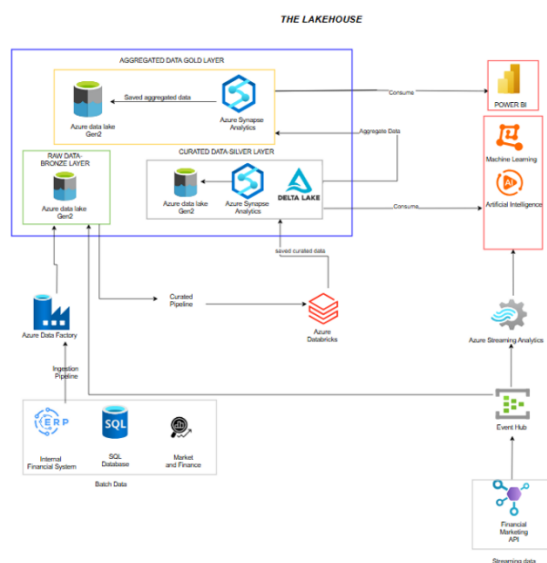 THE LAKEHOUSE
AGGREGATED DATA GOLD LAYER
Saved aggregated data
Azure data lake
Gen2
Azure Synapse
Analytics
Consume
POWER BI
Aggregate Data
RAW DATA-
BRONZE LAYER
Azure data lake
Gen2
CURATED DATA-SILVER LAYER
Azure data lake
Gen2
Azure Synapse
Analytics
DELTA LAKE
Consume
Machine Learning
Ai
Artificial Intelligence
saved curated data
Curated
Pipeline
Azure Data Factory
Azure
Databricks
Azure Streaming Analytics
Ingestion
Pipeline
Event Hub
ERP
Internal
Financial System
SQL
SQL
Database
Market
and Finance
Batch Data
Financial
Marketing
API
Streaming data